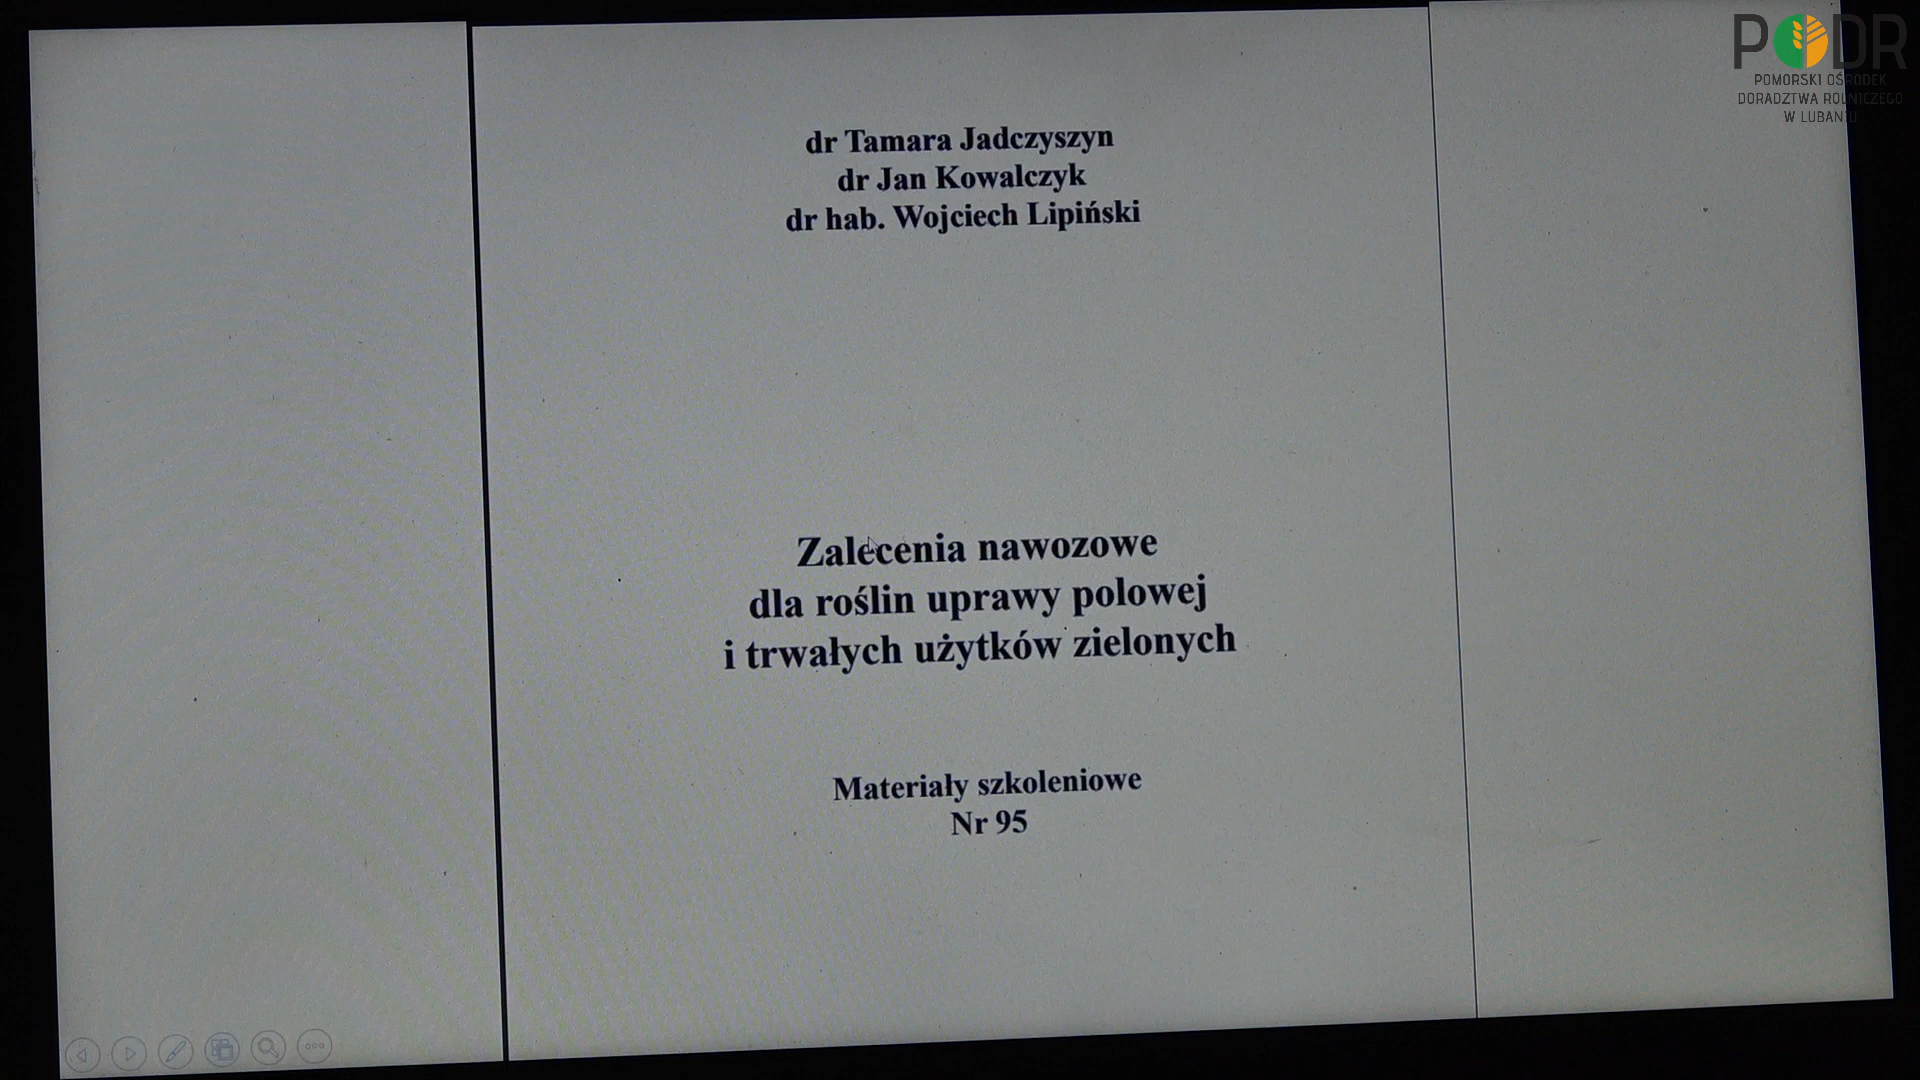 PODR
POMORSKI OŚRODEK
DORADZTWA ROLNICZEGO
W LUBANIU
dr Tamara Jadczyszyn
dr Jan Kowalczyk
dr hab. Wojciech Lipiński
Zalecenia nawozowe
dla roślin uprawy polowej
i trwałych użytków zielonych
Materiały szkoleniowe
Nr 95